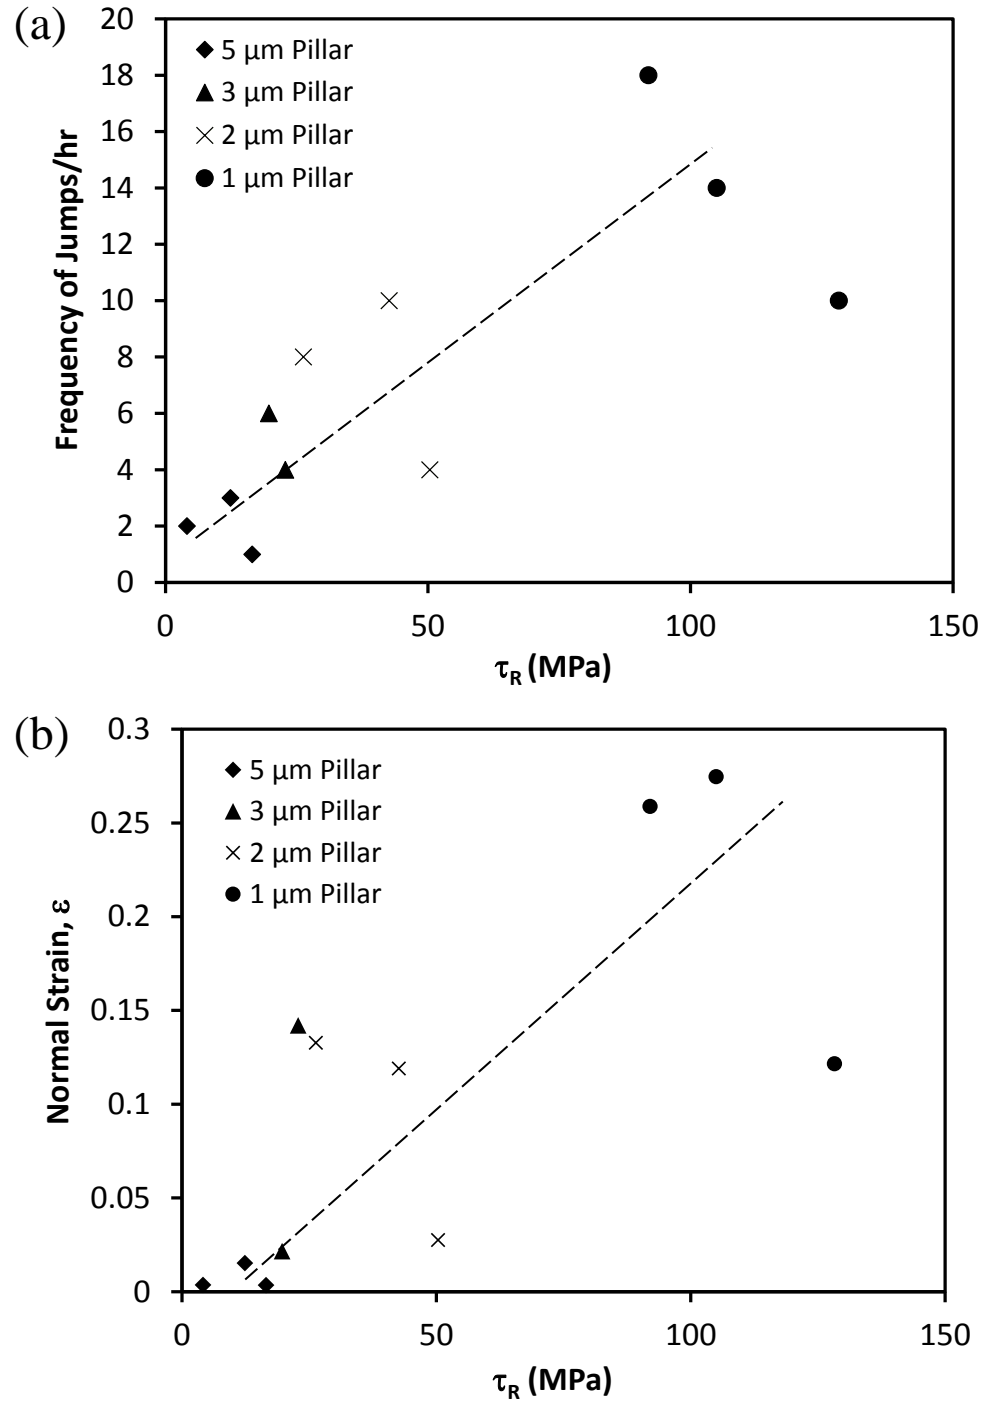 (a)
20
18
16
14
12
10
8
6
4
2
0
Frequency of Jumps/hr
5 µm Pillar
3 µm Pillar
2 µm Pillar
1 µm Pillar
0 50 100 150
τR (MPa)
(b)
0.3
0.25
0.2
0.15
0.1
0.05
0
Normal Strain, ε
5 µm Pillar
3 µm Pillar
2 µm Pillar
1 µm Pillar
0 50 100 150
τR (MPa)